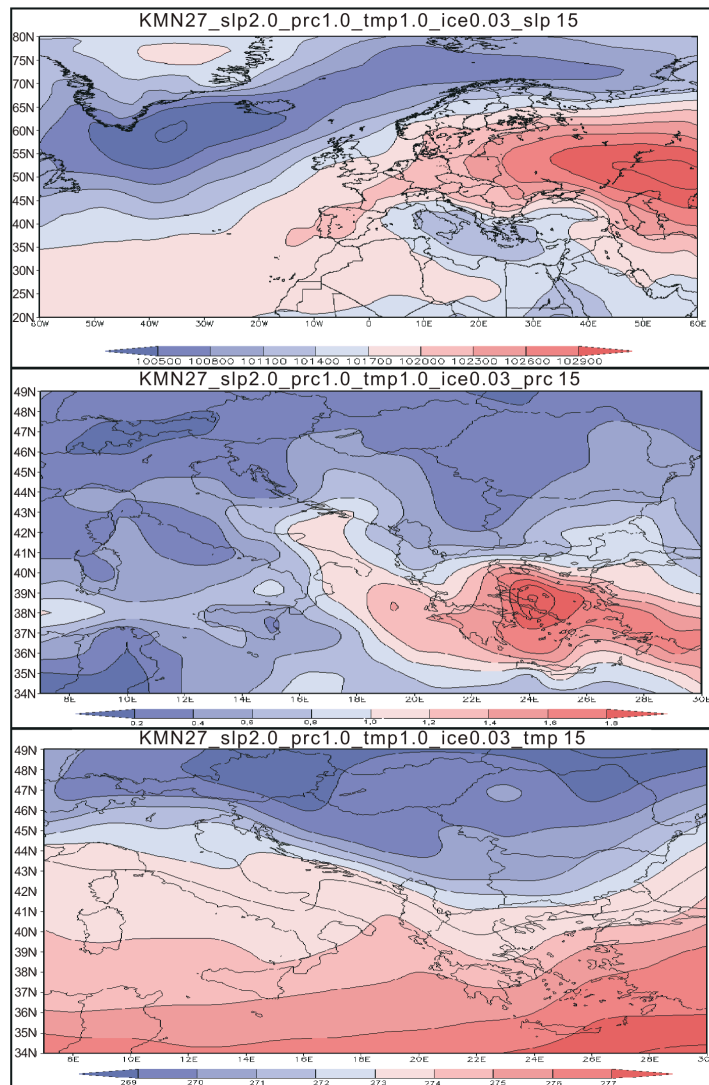 KMN27_slp2.0_prc1.0_tmp1.0_ice0.03_slp 15
80N
75N
70N
65N
60N
55N
50N
45N
40N
35N
30N
25N
20N
60W 50W 40W 30W 20W 10W 0 10E 20E 30E 40E 50E 60E
100500 100800 101100 101400 101700 102000 102300 102600 102900
KMN27_slp2.0_prc1.0_tmp1.0_ice0.03_prc 15
49N
48N
47N
46N
45N
44N
43N
42N
41N
40N
39N
38N
37N
36N
35N
34N
8E 10E 12E 14E 16E 18E 20E 22E 24E 26E 28E 30E
0.2 0.4 0.6 0.8 1.0 1.2 1.4 1.6 1.8
KMN27_slp2.0_prc1.0_tmp1.0_ice0.03_tmp 15
49N
48N
47N
46N
45N
44N
43N
42N
41N
40N
39N
38N
37N
36N
35N
34N
8E 10E 12E 14E 16E 18E 20E 22E 24E 26E 28E 30
269 270 271 272 273 274 275 276 277